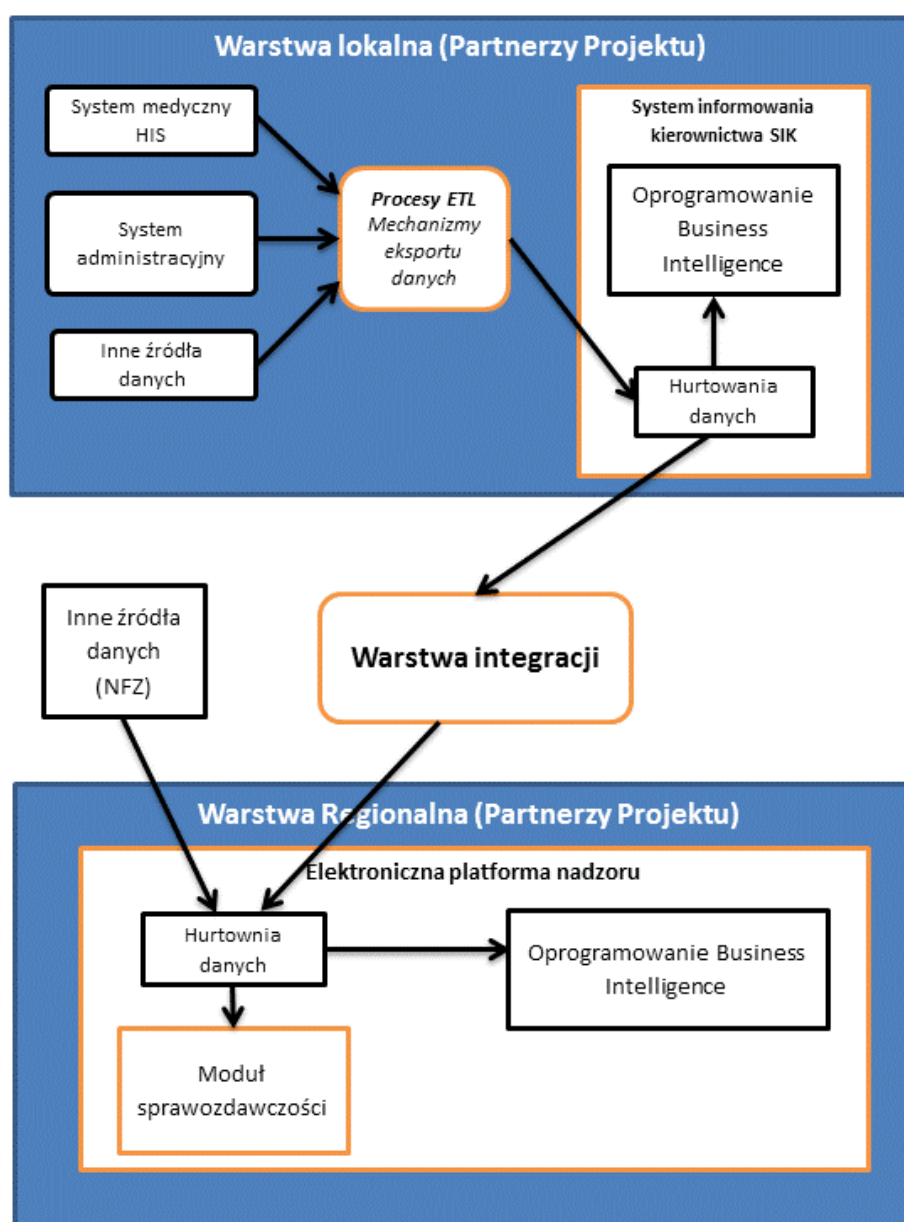 Warstwa lokalna (Partnerzy Projektu)
System medyczny
HIS
System
administracyjny
Inne źródła
danych
Procesy ETL
Mechanizmy
eksportu
danych
System informowania
kierownictwa SIK
Oprogramowanie
Business
Intelligence
Hurtowania
danych
Inne źródła
danych
(NFZ)
Warstwa integracji
Warstwa Regionalna (Partnerzy Projektu)
Elektroniczna platforma nadzoru
Hurtownia
danych
Oprogramowanie Business
Intelligence
Moduł
sprawozdawczości